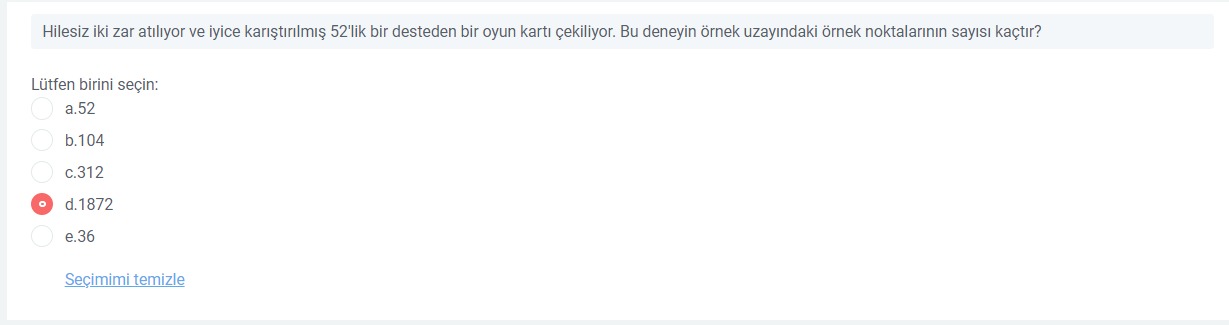 Hilesiz iki zar atılıyor ve iyice karıştırılmış 52'lik bir desteden bir oyun kartı çekiliyor. Bu deneyin örnek uzayındaki örnek noktalarının sayısı kaçtır?
Lütfen birini seçin:
a.52
b.104
c.312
d.1872
e.36
Seçimimi temizle